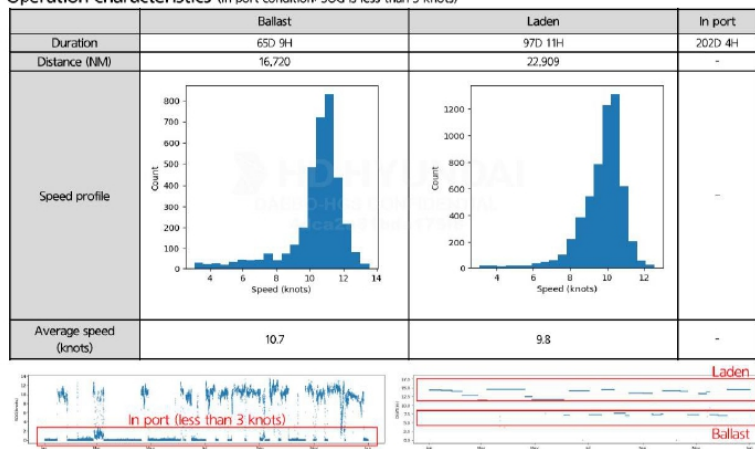 Operation characteristics (In port condition: SOG is less than 3 knots)
Ballast Laden In port
Duration 65D 9H 97D 11H 202D 4H
Distance (NM) 16,720 22,909 -
Speed profile -
Count
800
700
600
500
400
300
200
100
0
4 6 8 10 12 14
Speed (knots)
Count
1200
1000
800
600
400
200
0
4 6 8 10 12
Speed (knots)
HD HYUNDAI
Average speed (knots) 10.7 9.8 -
In port (less than 3 knots)
Laden
Ballast